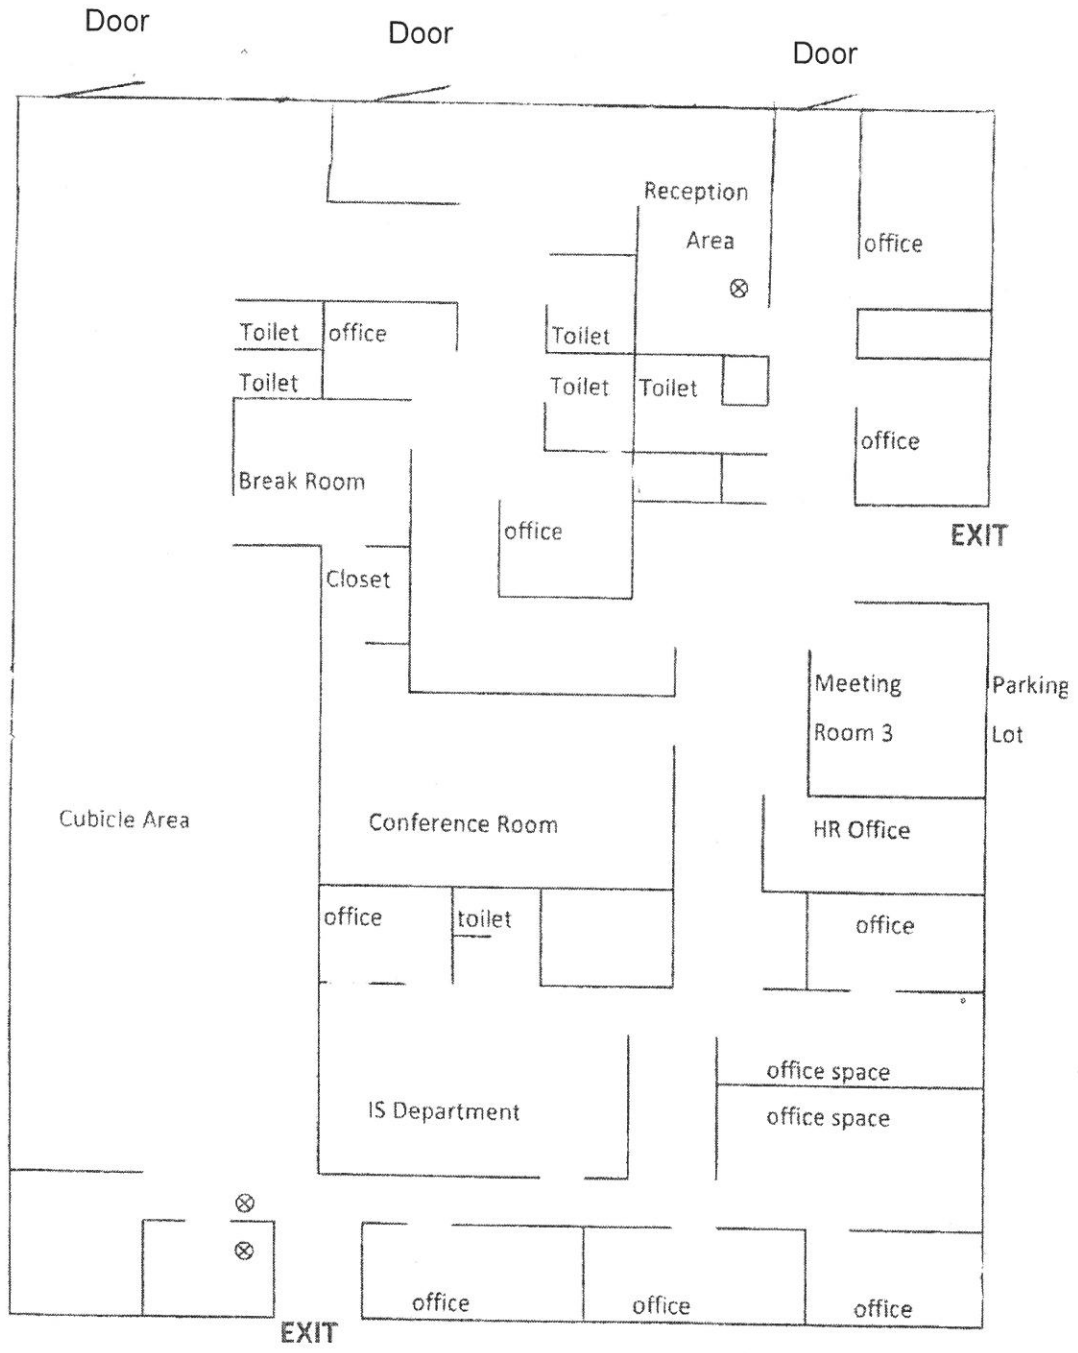 Door
Door
Door
Reception
Area
office
Toilet
office
Toilet
Toilet
Toilet
Toilet
office
Break Room
office
EXIT
Closet
Meeting
Room 3
Parking
Lot
Cubicle Area
Conference Room
HR Office
office
toilet
office
office space
IS Department
office space
office
office
office
EXIT